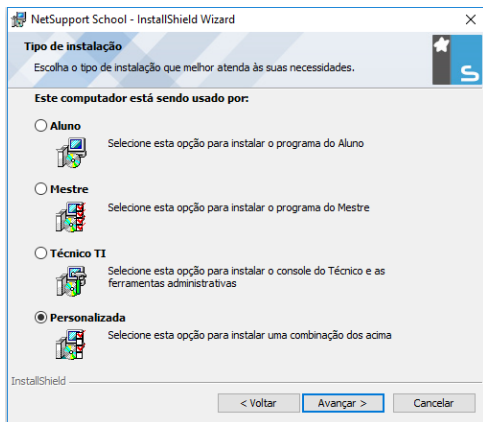 NetSupport School - InstallShield Wizard
Tipo de instalação
Escolha o tipo de instalação que melhor atenda às suas necessidades.
S
Este computador está sendo usado por:
Aluno
Selecione esta opção para instalar o programa do Aluno
Mestre
Selecione esta opção para instalar o programa do Mestre
Técnico TI
Selecione esta opção para instalar o console do Técnico e as
ferramentas administrativas
Personalizada
Selecione esta opção para instalar uma combinação dos acima
InstallShield
< Voltar
Avançar >
Cancelar